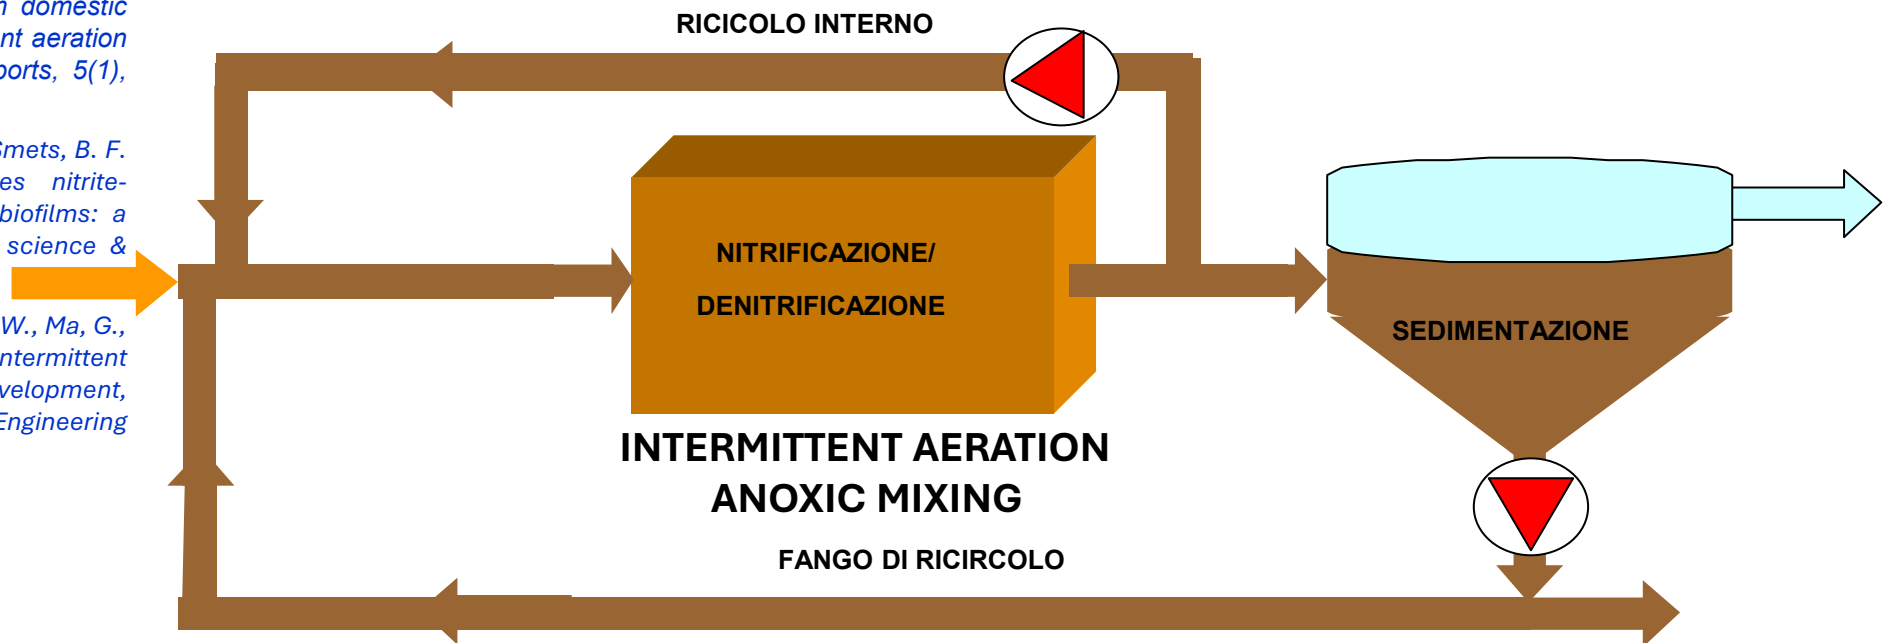 n domestic
nt aeration
ports, 5(1),
Smets, B. F.
es nitrite-
biofilms: a
science &
W., Ma, G.,
ntermittent
velopment,
Engineering
RICICOLO INTERNO
NITRIFICAZIONE/
DENITRIFICAZIONE
INTERMITTENT AERATION
ANOXIC MIXING
SEDIMENTAZIONE
FANGO DI RICIRCOLO